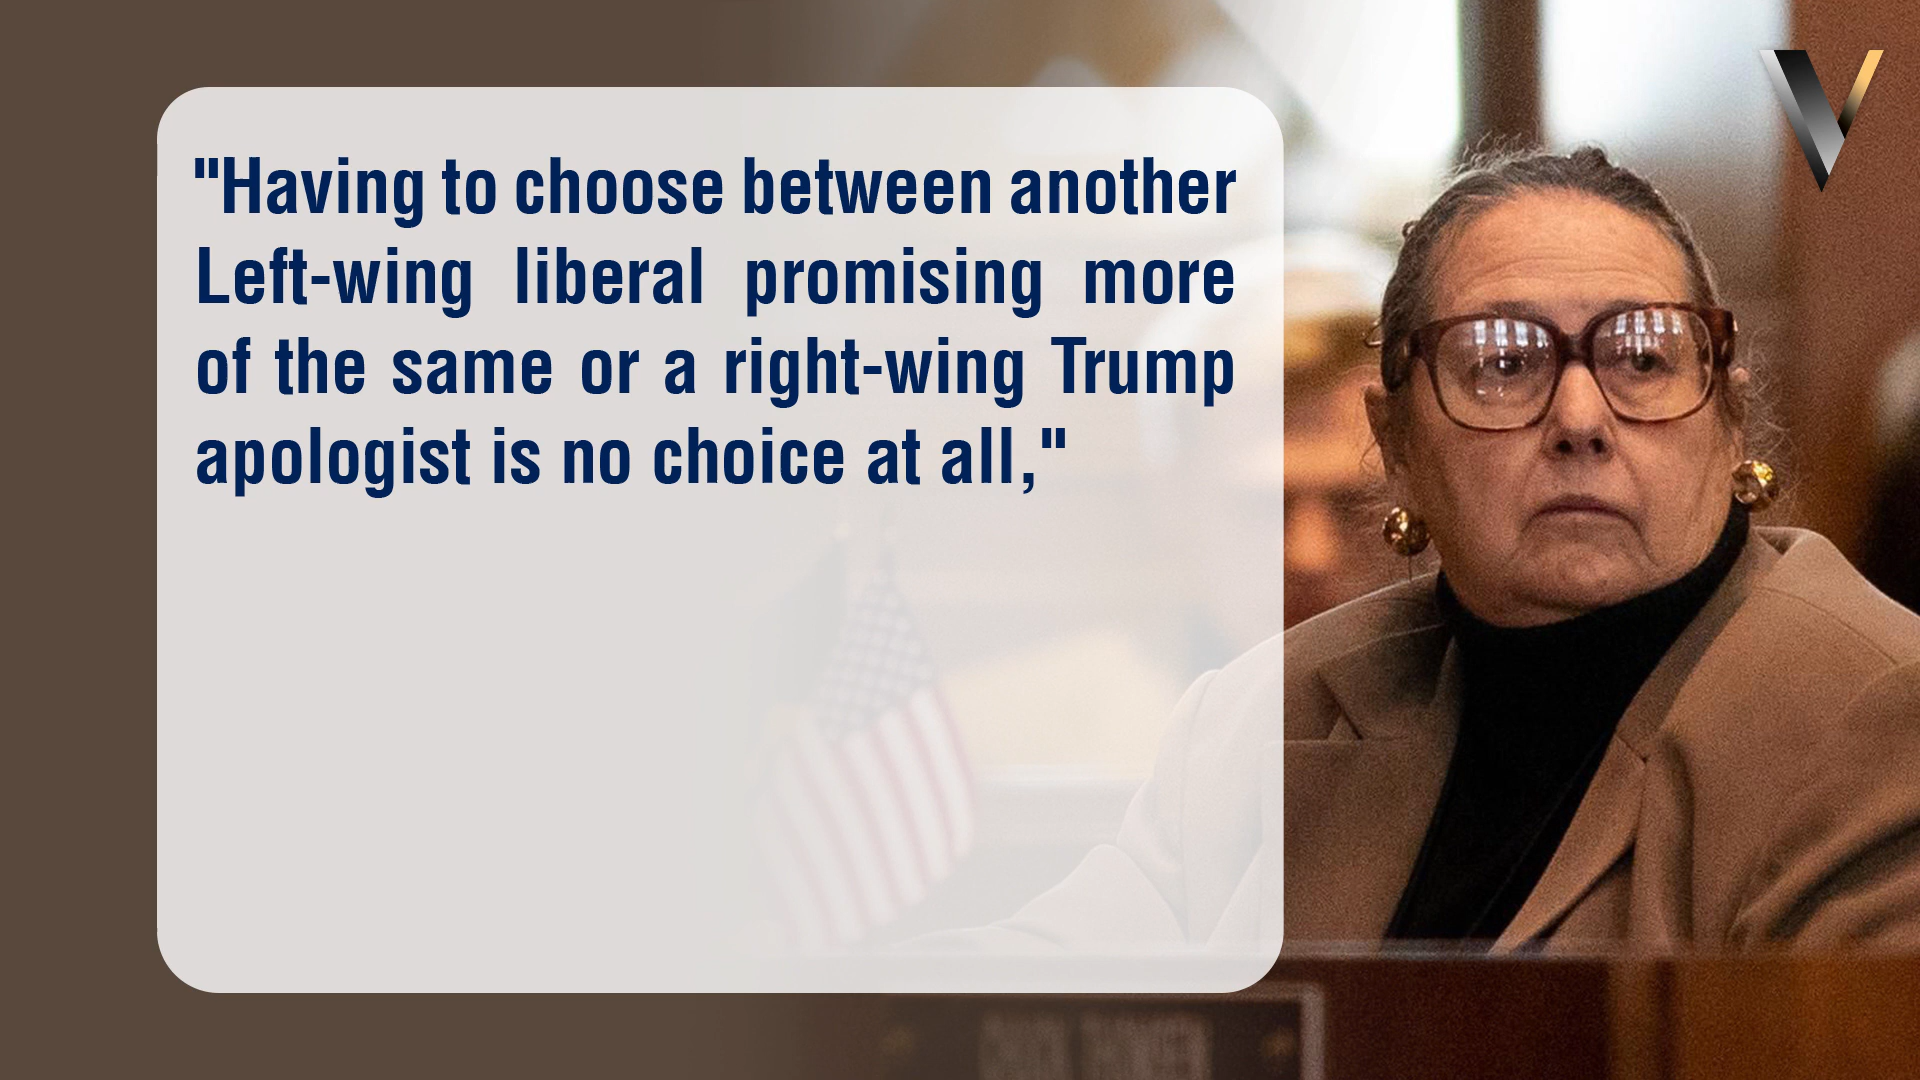 "Having to choose between another
Left-wing liberal promising more
of the same or a right-wing Trump
apologist is no choice at all,"